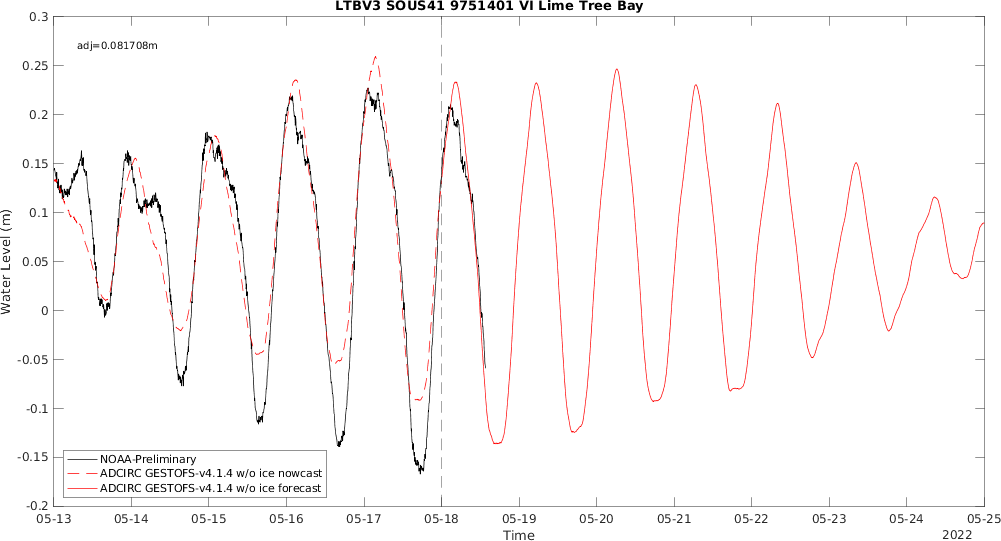 LTBV3 SOUS41 9751401 VI Lime Tree Bay
adj=0.081708m
Water Level (m)
0.3
0.25
0.2
0.15
0.1
0.05
0
-0.05
-0.1
-0.15
-0.2
NOAA-Preliminary
ADCIRC GESTOFS-v4.1.4 w/o ice nowcast
ADCIRC GESTOFS-v4.1.4 w/o ice forecast
05-13 05-14 05-15 05-16 05-17 05-18 05-19 05-20 05-21 05-22 05-23 05-24 05-25
Time
2022